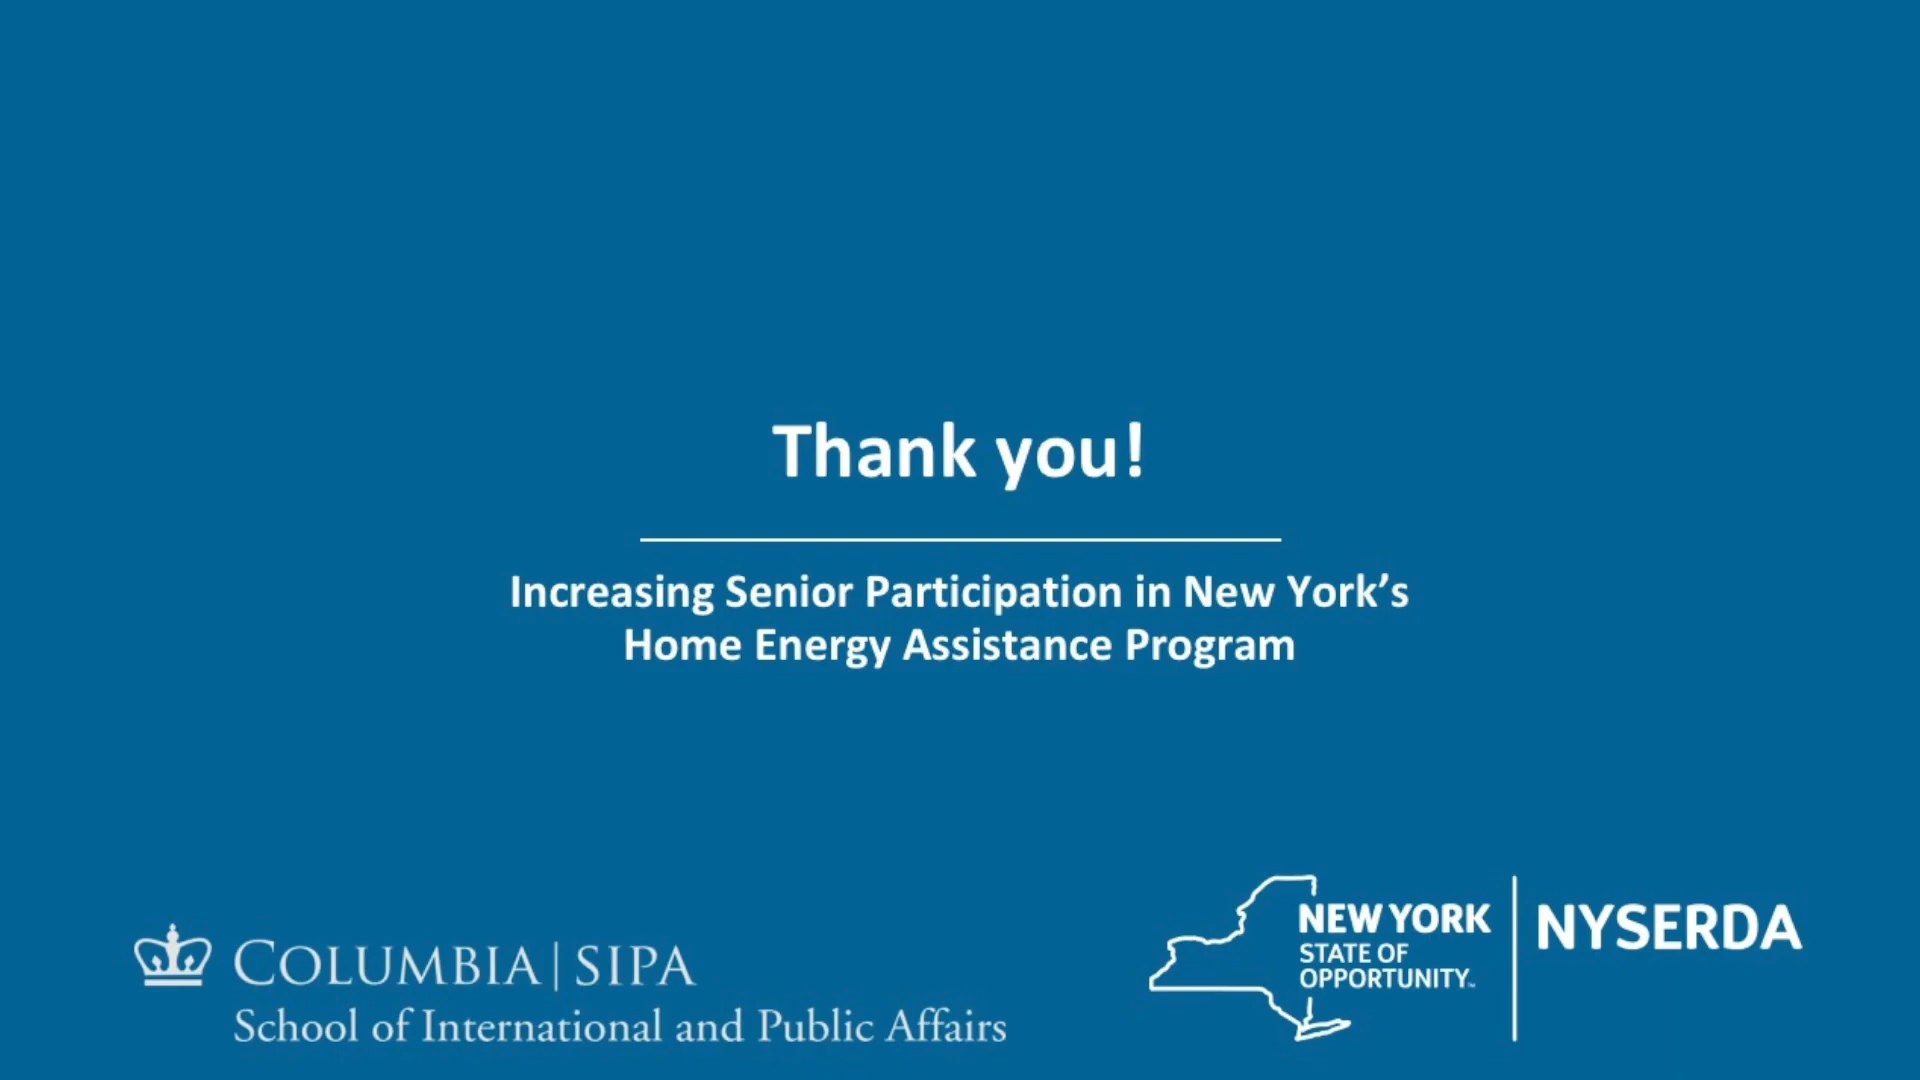 Thank you!
Increasing Senior Participation in New York’s
Home Energy Assistance Program
COLUMBIA | SIPA
School of International and Public Affairs
NEW YORK
STATE OF
OPPORTUNITY™
NYSERDA